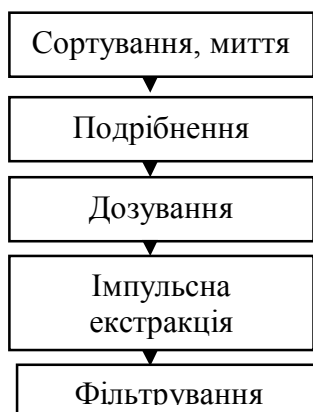 Сортування, миття
Подрібнення
Дозування
Імпульсна
екстракція
Фільтрування